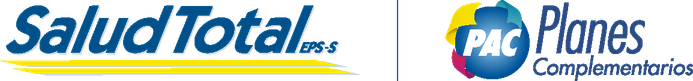 SaludTotal EPS-S
PAC Planes
Complementarios